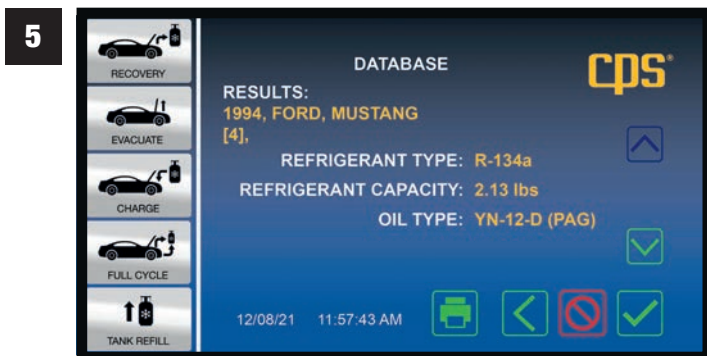 5
RECOVERY
EVACUATE
CHARGE
FULL CYCLE
TANK REFILL
DATABASE
cps®
RESULTS:
1994, FORD, MUSTANG
[4],
REFRIGERANT TYPE: R-134a
REFRIGERANT CAPACITY: 2.13 lbs
OIL TYPE: YN-12-D (PAG)
12/08/21 11:57:43 AM